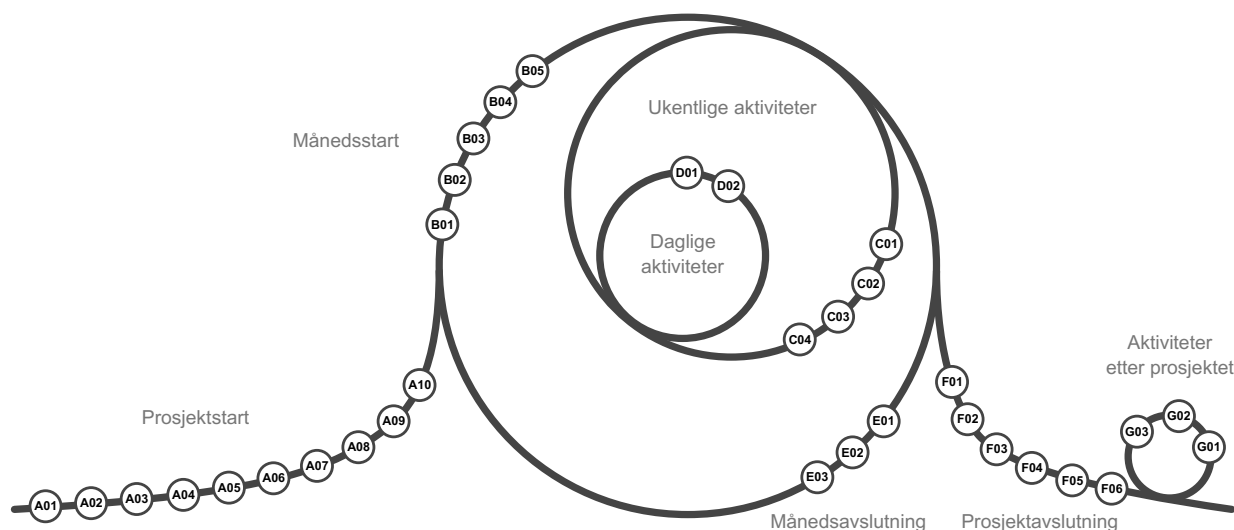 Prosjektstart
A01
A02
A03
A04
A05
A06
A07
A08
A09
A10
Månedsstart
B01
B02
B03
B04
B05
Ukentlige aktiviteter
C01
C02
C03
C04
Daglige
aktiviteter
D01
D02
Månedsavslutning
E01
E02
E03
Prosjektavslutning
F01
F02
F03
F04
F05
F06
Aktiviteter
etter prosjektet
G01
G02
G03